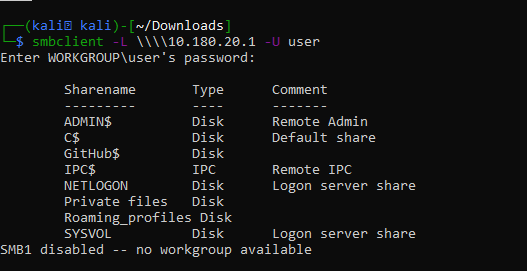 (kali kali)-[~/Downloads]
$ smbclient -L \\\\10.180.20.1 -U user
Enter WORKGROUP\user's password:
Sharename Type Comment
--------- ---- -------
ADMIN$ Disk Remote Admin
C$ Disk Default share
GitHub$ Disk
IPC$ IPC Remote IPC
NETLOGON Disk Logon server share
Private files Disk
Roaming_profiles Disk
SYSVOL Disk Logon server share
SMB1 disabled -- no workgroup available